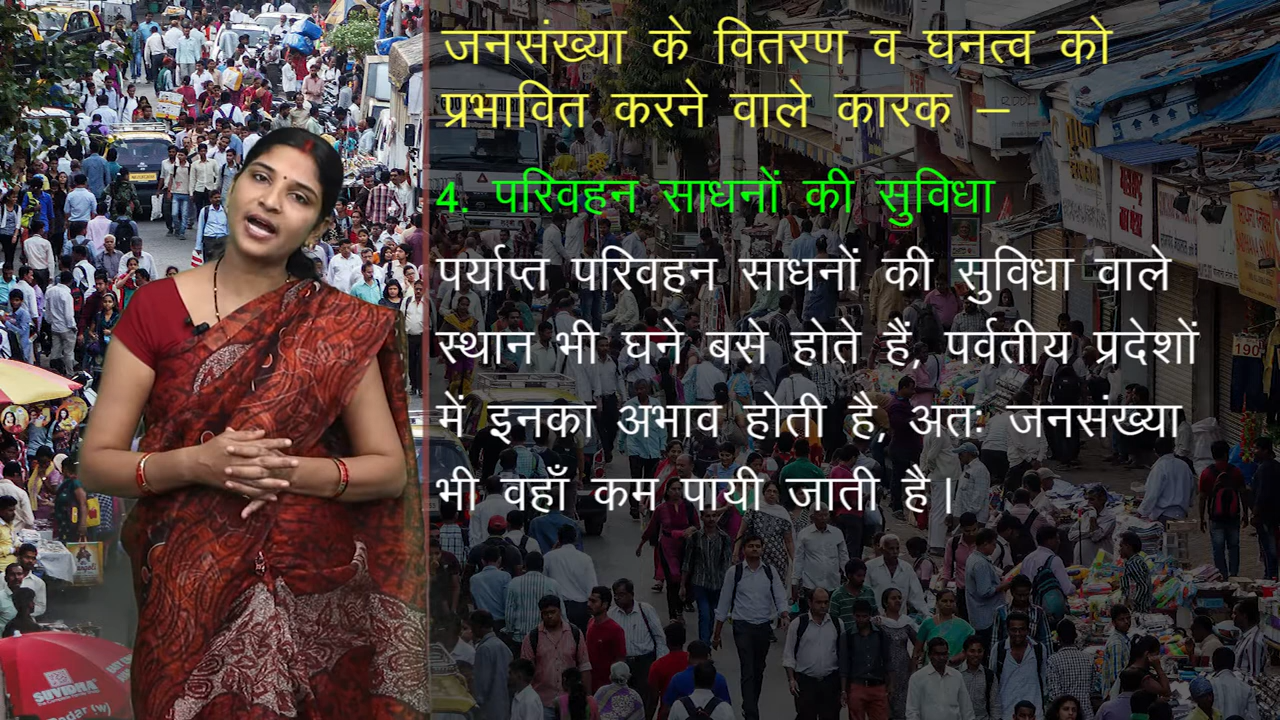 जनसंख्या के वितरण व घनत्व को
प्रभावित करने वाले कारक –
4. परिवहन साधनों की सुविधा
पर्याप्त परिवहन साधनों की सुविधा वाले
स्थान भी घने बसे होते हैं, पर्वतीय प्रदेशों
में इनका अभाव होती है, अतः जनसंख्या
भी वहाँ कम पायी जाती है |
190